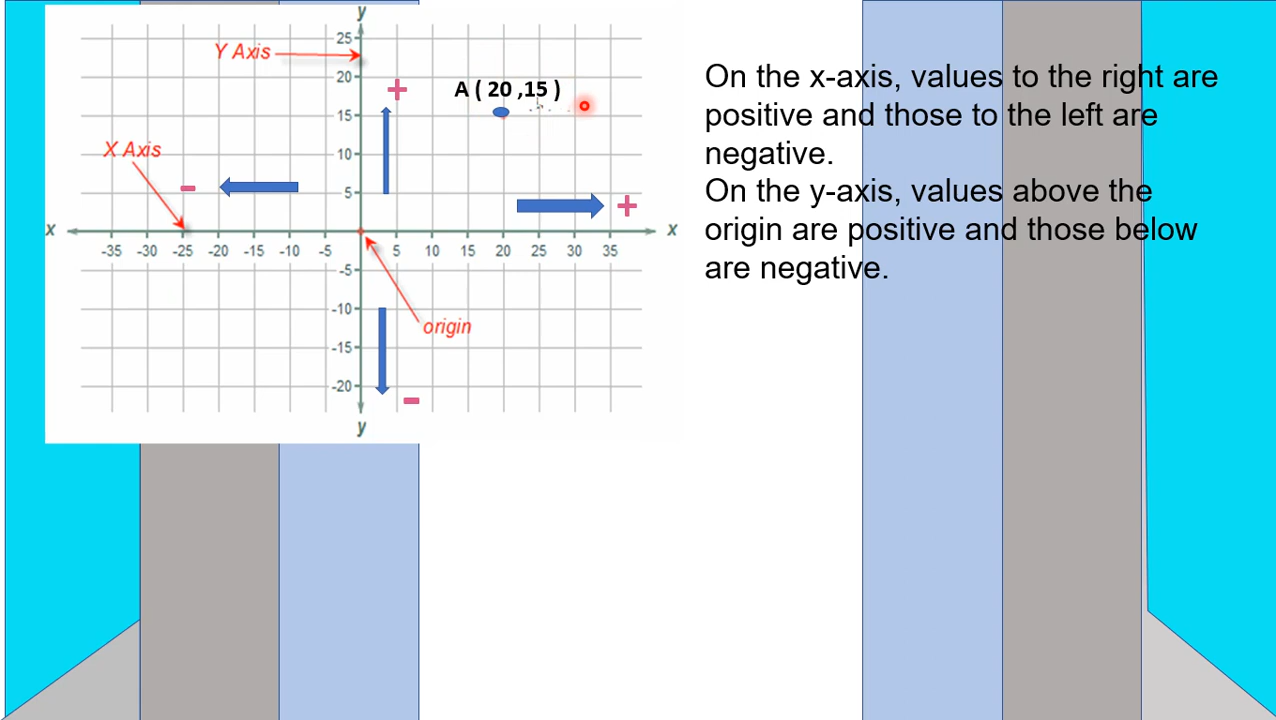 y
25
Y Axis
20
+
A ( 20 ,15 )
15
X Axis
10
-
5
+
x
x
-35 -30 -25 -20 -15 -10 -5 5 10 15 20 25 30 35
-5
-10
origin
-15
-20
-
y
On the x-axis, values to the right are
positive and those to the left are
negative.
On the y-axis, values above the
origin are positive and those below
are negative.